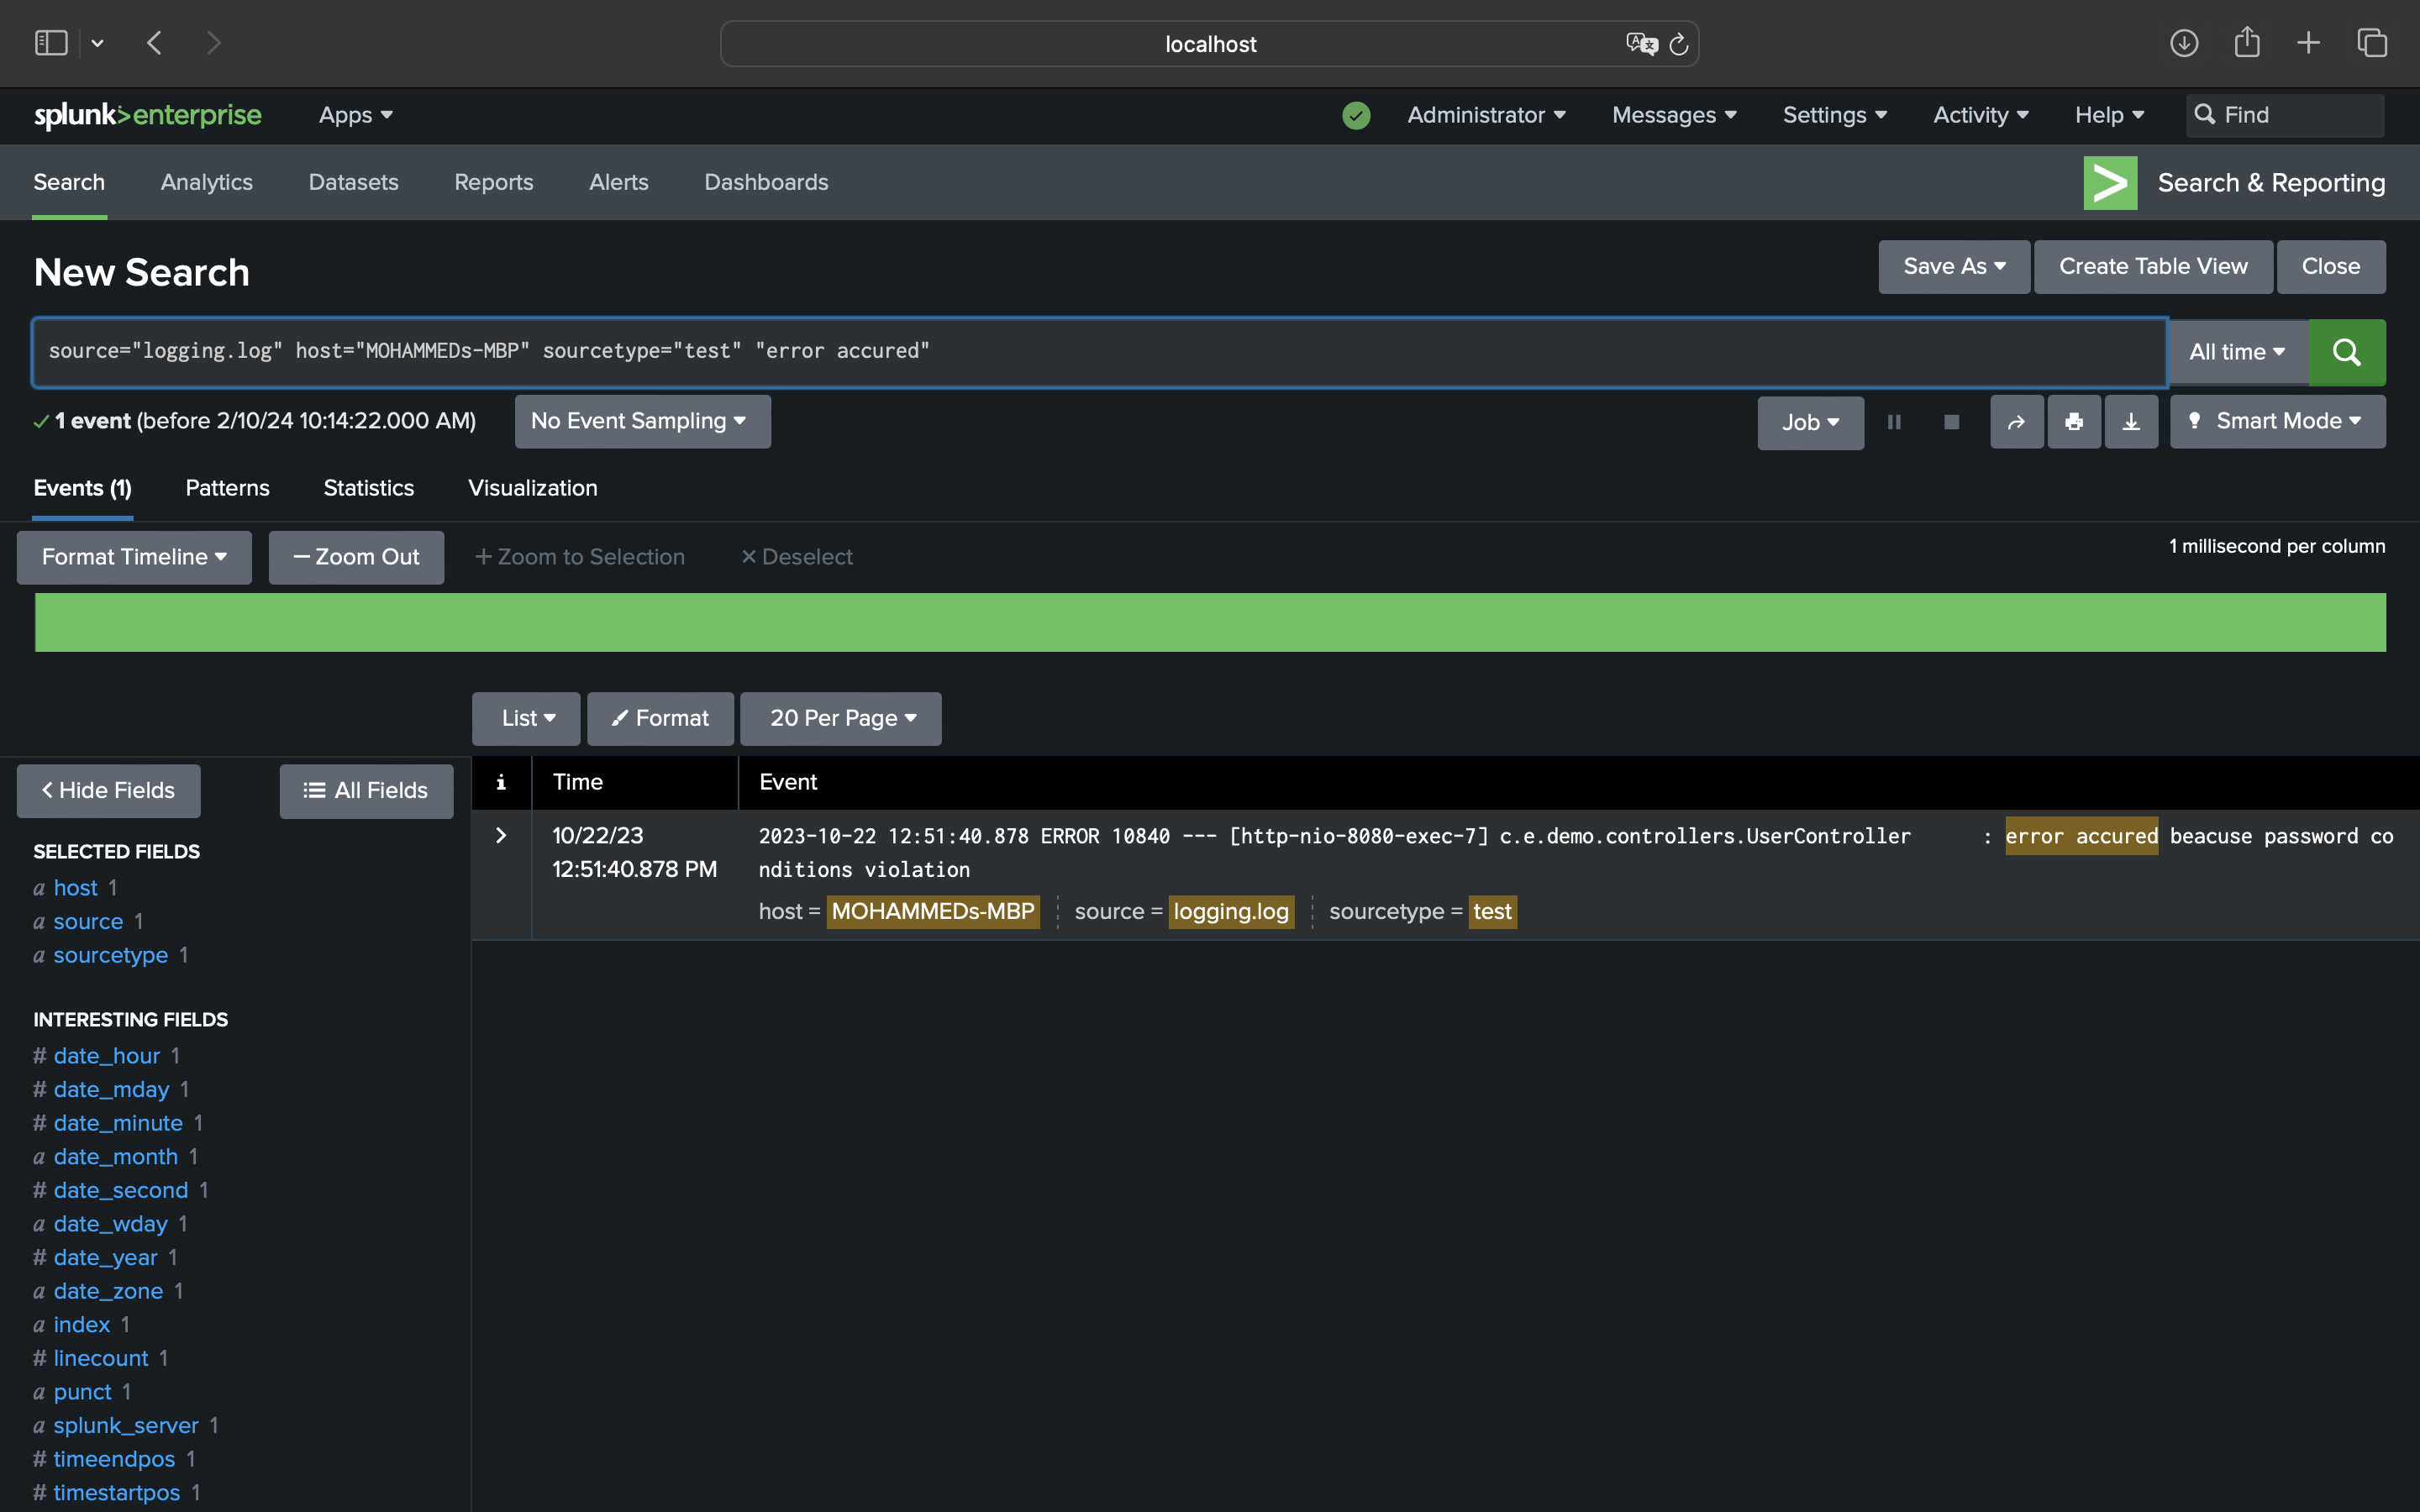 localhost
splunk>enterprise Apps Administrator Messages Settings Activity Help Find
Search Analytics Datasets Reports Alerts Dashboards Search & Reporting
New Search Save As Create Table View Close
source="logging.log" host="MOHAMMEDs-MBP" sourcetype="test" "error accured" All time
1 event (before 2/10/24 10:14:22.000 AM) No Event Sampling Job Smart Mode
Events (1) Patterns Statistics Visualization
Format Timeline — Zoom Out + Zoom to Selection × Deselect 1 millisecond per column
List Format 20 Per Page
< Hide Fields All Fields i Time Event
SELECTED FIELDS
a host 1
a source 1
a sourcetype 1
INTERESTING FIELDS
# date_hour 1
# date_mday 1
# date_minute 1
a date_month 1
# date_second 1
a date_wday 1
# date_year 1
a date_zone 1
a index 1
# linecount 1
a punct 1
a splunk_server 1
# timeendpos 1
# timestartpos 1
> 10/22/23 2023-10-22 12:51:40.878 ERROR 10840 --- [http-nio-8080-exec-7] c.e.demo.controllers.UserController : error accured beacuse password co
12:51:40.878 PM nditions violation
host = MOHAMMEDs-MBP source = logging.log sourcetype = test